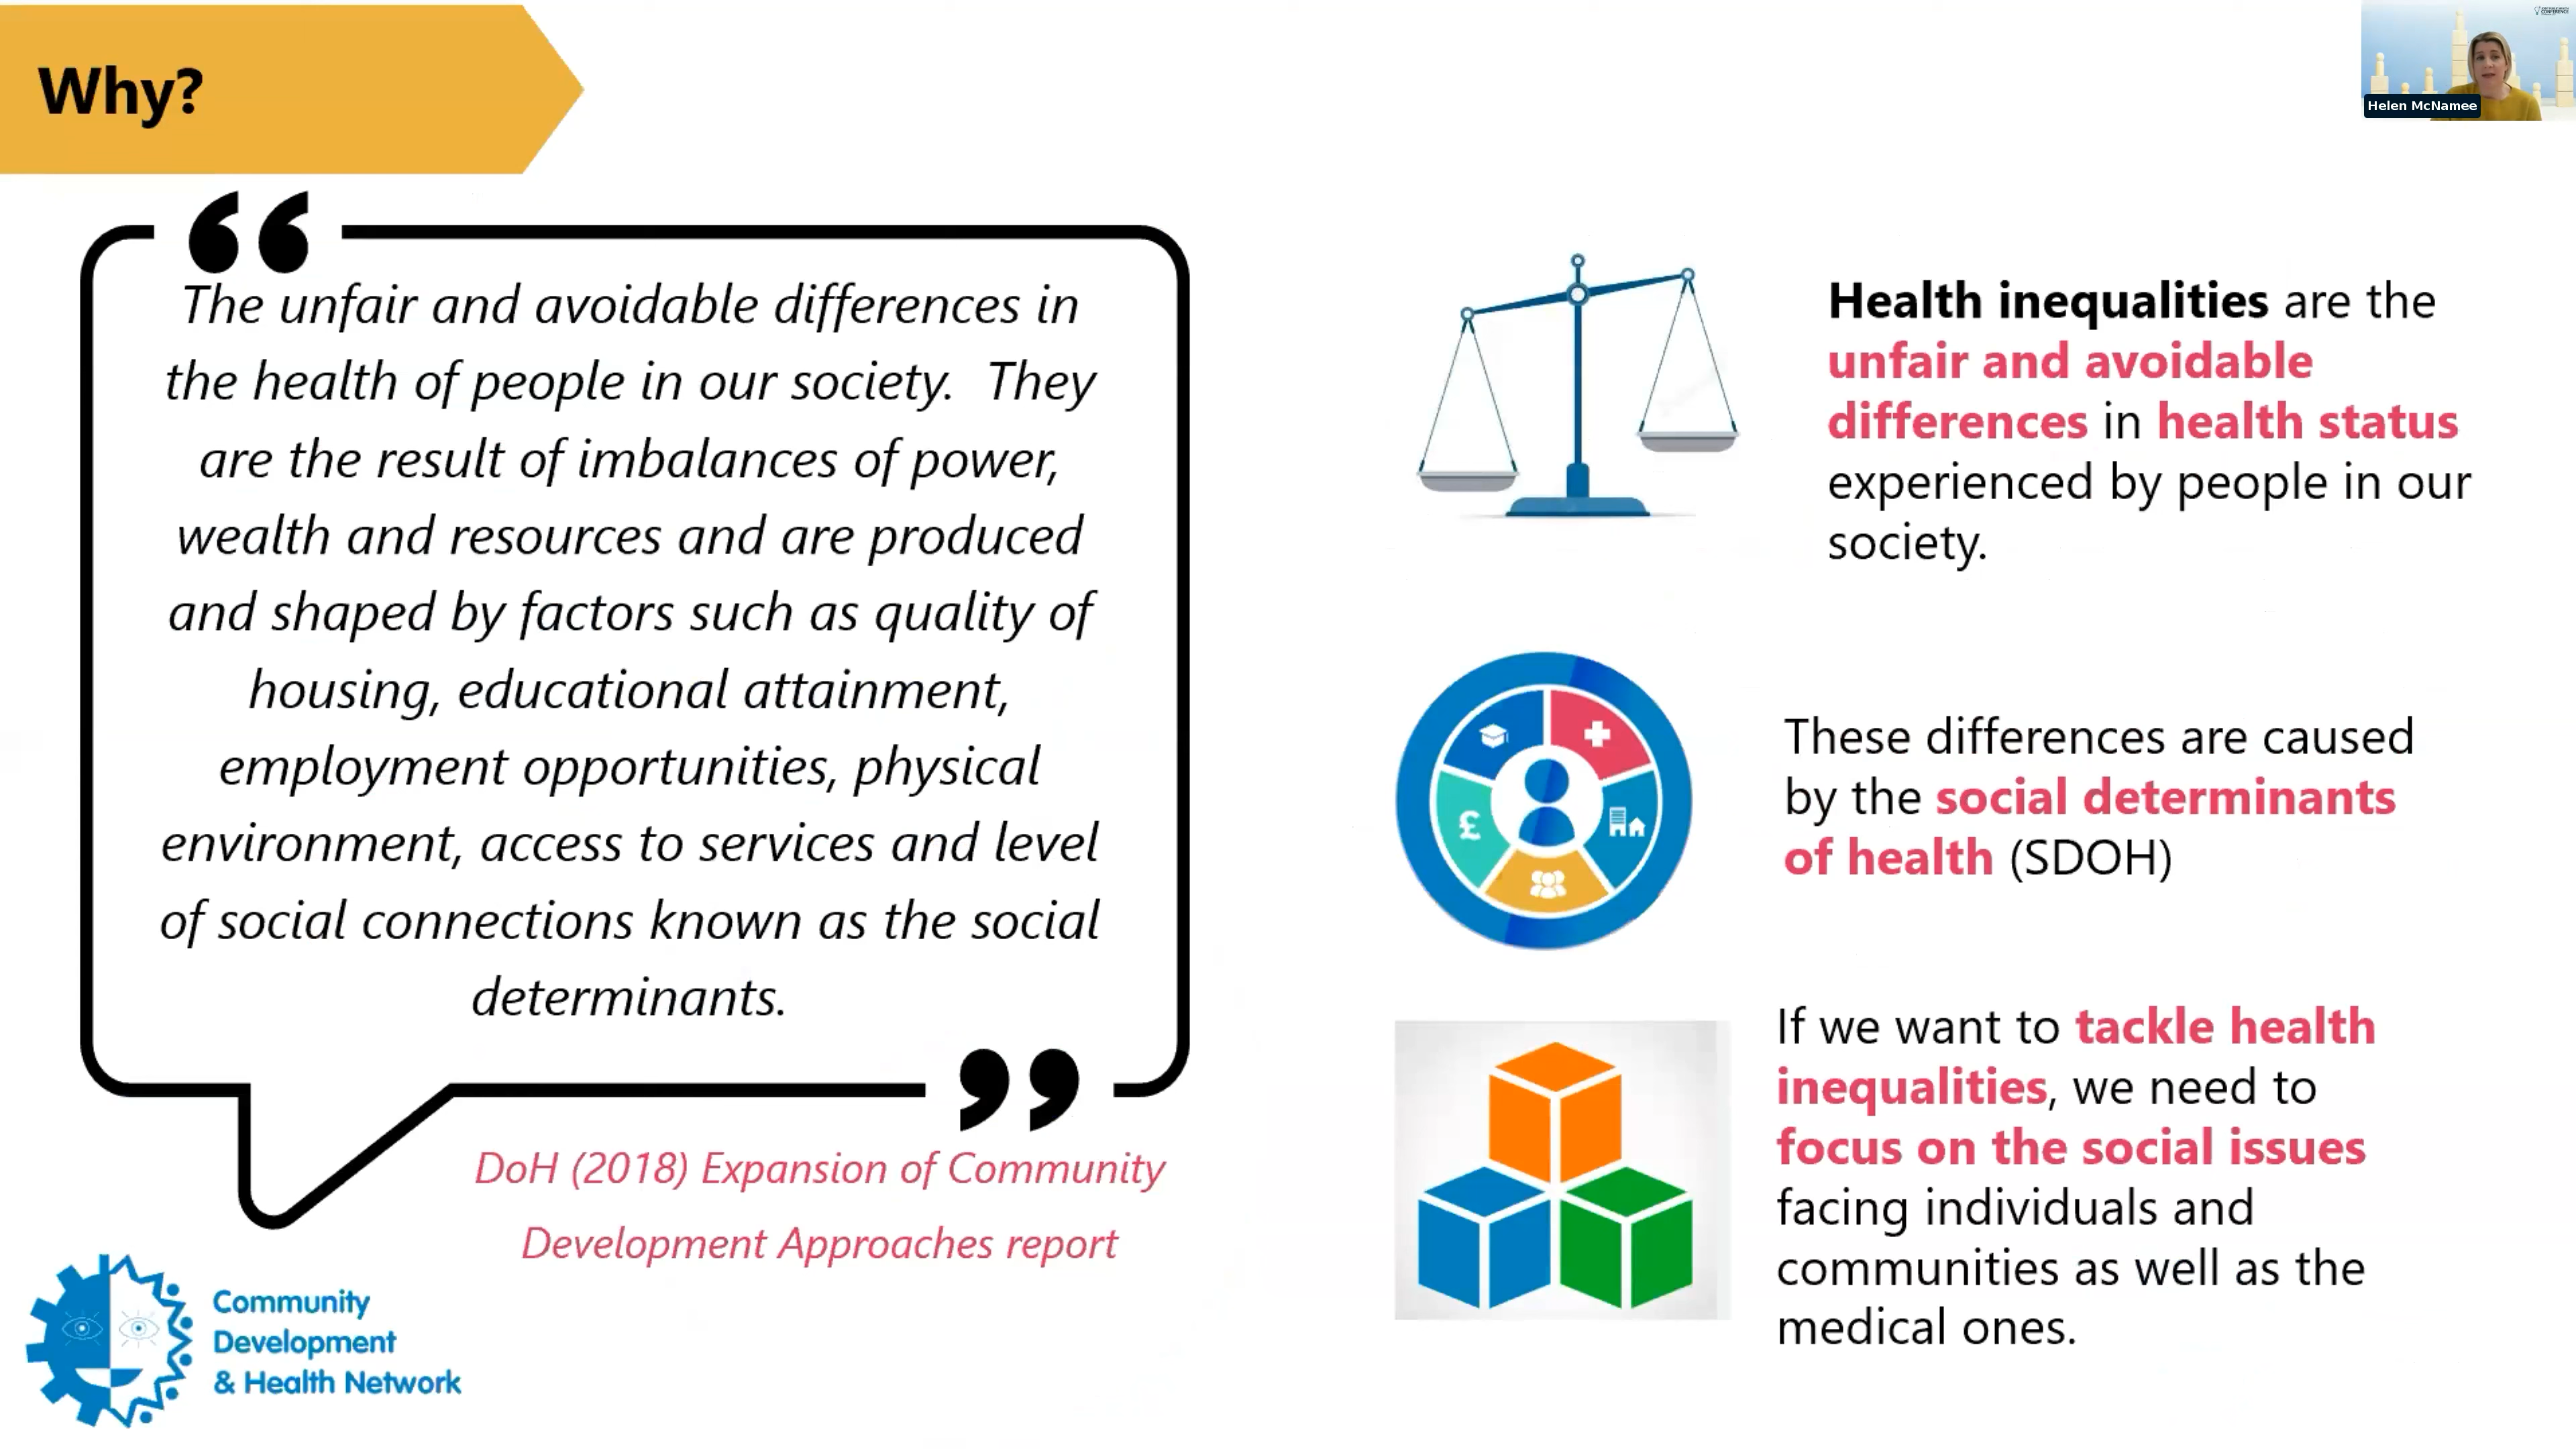 Why?
Helen McNamee
CONFERENCE
“
The unfair and avoidable differences in
the health of people in our society.  They
are the result of imbalances of power,
wealth and resources and are produced
and shaped by factors such as quality of
housing, educational attainment,
employment opportunities, physical
environment, access to services and level
of social connections known as the social
determinants.
”
DoH (2018) Expansion of Community
Development Approaches report
Community
Development
& Health Network
Health inequalities are the
unfair and avoidable
differences in health status
experienced by people in our
society.
£
These differences are caused
by the social determinants
of health (SDOH)
If we want to tackle health
inequalities, we need to
focus on the social issues
facing individuals and
communities as well as the
medical ones.